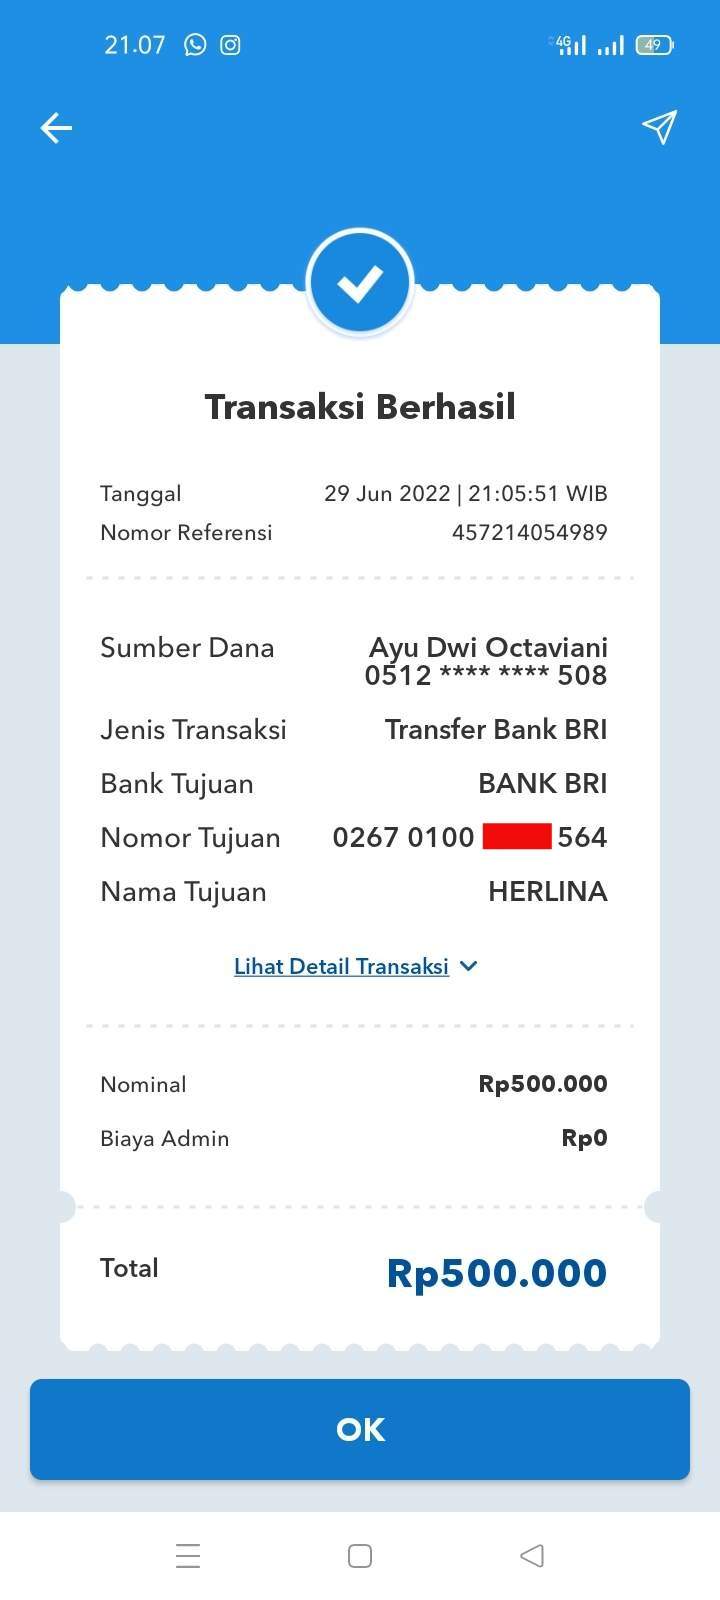 21.07 4G 49
Transaksi Berhasil
Tanggal 29 Jun 2022 | 21:05:51 WIB
Nomor Referensi 457214054989
Sumber Dana Ayu Dwi Octaviani
0512 **** **** 508
Jenis Transaksi Transfer Bank BRI
Bank Tujuan BANK BRI
Nomor Tujuan 0267 0100 564
Nama Tujuan HERLINA
Lihat Detail Transaksi
Nominal Rp500.000
Biaya Admin Rp0
Total Rp500.000
OK